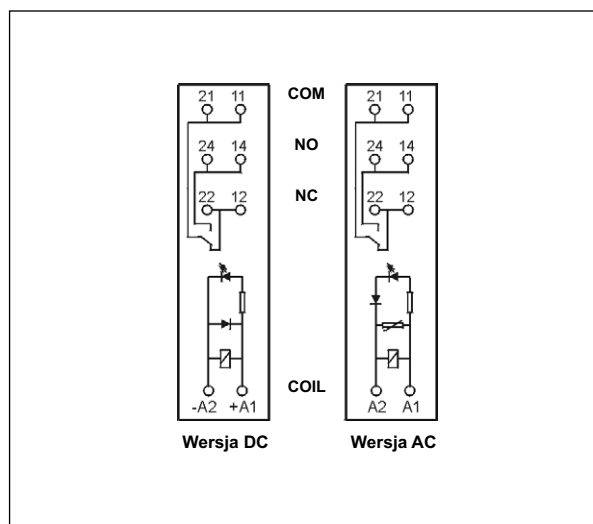 21 11 COM 21 11
24 14 NO 24 14
22 12 NC 22 12
-A2 +A1 COIL A2 A1
Wersja DC Wersja AC